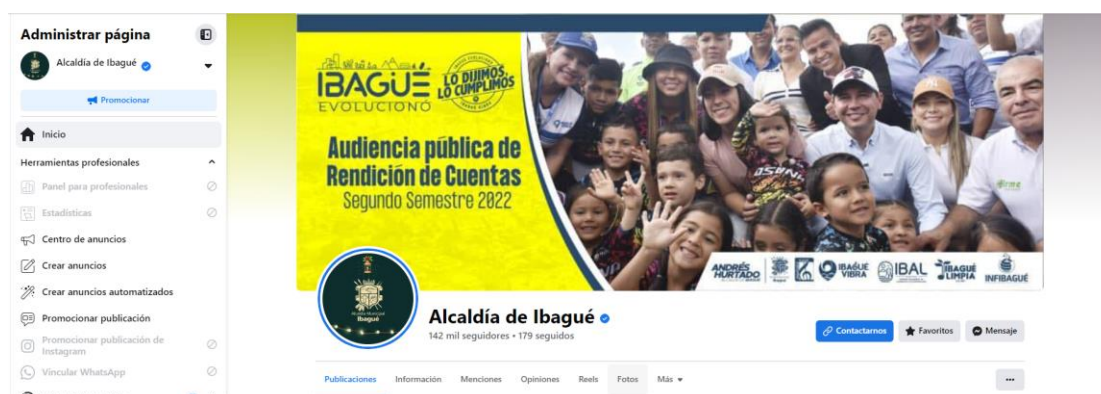 Administrar página
Alcaldía de Ibagué
Promocionar
Inicio
Herramientas profesionales
Panel para profesionales
Estadísticas
Centro de anuncios
Crear anuncios
Crear anuncios automatizados
Promocionar publicación
Promocionar publicación de
Instagram
Vincular WhatsApp
IBAGUÉ
EVOLUCIONÓ
LO DIJIMOS,
LO CUMPLIMOS
Audiencia pública de
Rendición de Cuentas
Segundo Semestre 2022
ANDRÉS
HURTADO
IBAGUÉ
VIBRA
IBAL
IBAGUÉ
LIMPIA
INFIBAGUÉ
Alcaldía Municipal
Ibagué
Alcaldía de Ibagué
142 mil seguidores • 179 seguidos
Contactarnos
Favoritos
Mensaje
Publicaciones
Información
Menciones
Opiniones
Reels
Fotos
Más